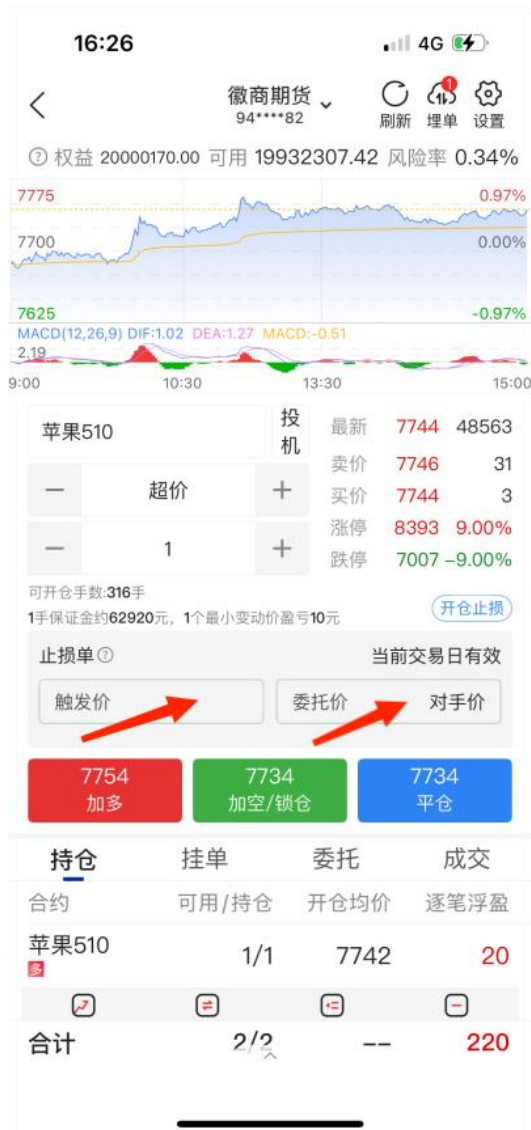 16:26 4G
徽商期货
94****82
1
刷新 埋单 设置
权益 20000170.00 可用 19932307.42 风险率 0.34%
7775 0.97%
7700 0.00%
7625 -0.97%
MACD(12,26,9) DIF:1.02 DEA:1.27 MACD:-0.51
2.19
9:00 10:30 13:30 15:00
苹果510 投机 最新 7744 48563
卖价 7746 31
— 超价 + 买价 7744 3
涨停 8393 9.00%
— 1 + 跌停 7007 -9.00%
可开仓手数:316手
1手保证金约62920元，1个最小变动价盈亏10元 开仓止损
止损单 当前交易日有效
触发价 委托价 对手价
7754 7734 7734
加多 加空/锁仓 平仓
持仓 挂单 委托 成交
合约 可用/持仓 开仓均价 逐笔浮盈
苹果510 1/1 7742 20
多
合计 2/2 -- 220